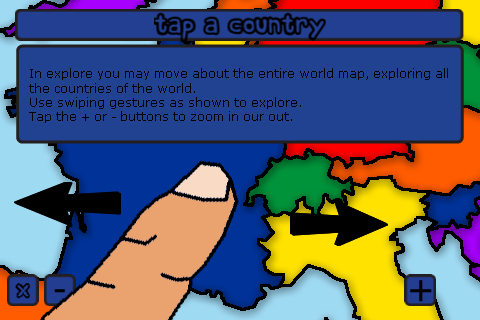 tap a country
In explore you may move about the entire world map, exploring all
the countries of the world.
Use swiping gestures as shown to explore.
Tap the + or - buttons to zoom in our out.
x - +